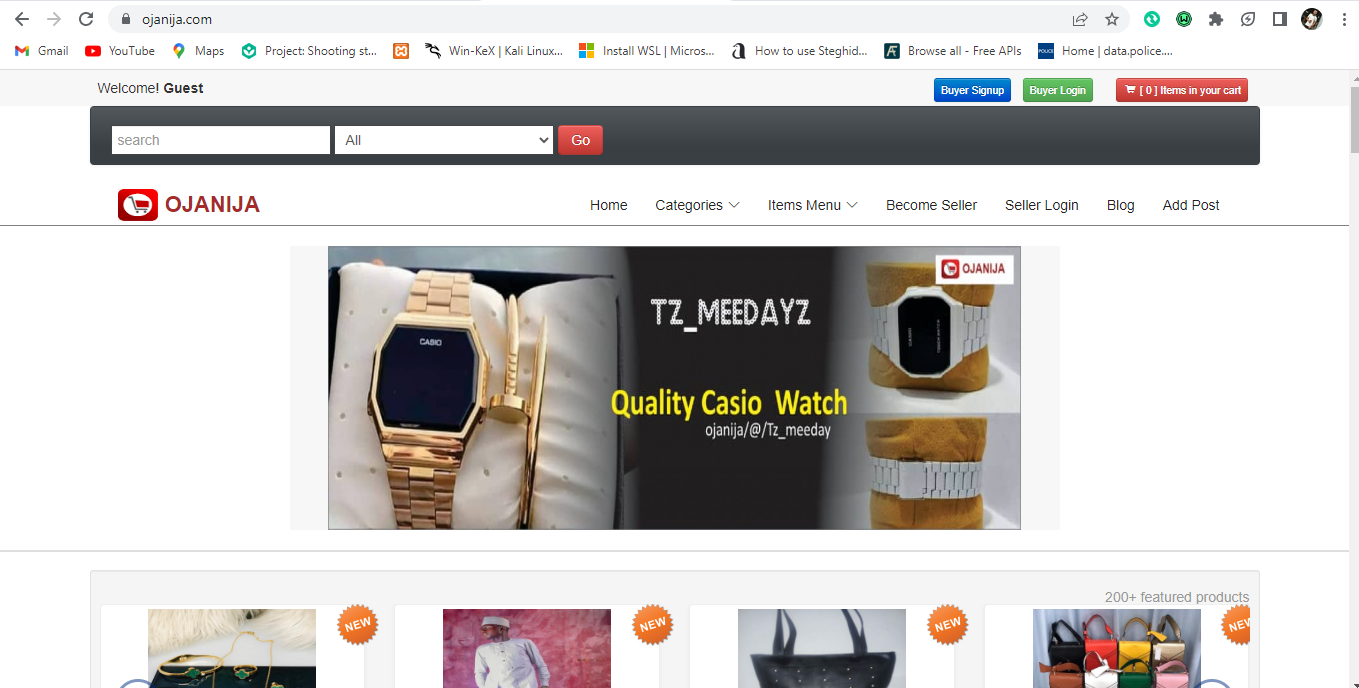 ojanija.com
Gmail
YouTube
Maps
Project: Shooting st...
Win-KeX | Kali Linux...
Install WSL | Micros...
How to use Steghid...
Browse all - Free APIs
POLICE
Home | data.police....
Welcome! Guest
Buyer Signup
Buyer Login
[ 0 ] Items in your cart
search
All
Go
OJANIJA
Home
Categories
Items Menu
Become Seller
Seller Login
Blog
Add Post
OJANIJA
TZ_MEEDAYZ
CASIO
Quality Casio Watch
ojanija/@/Tz_meeday
200+ featured products
NEW
NEW
NEW
NEW